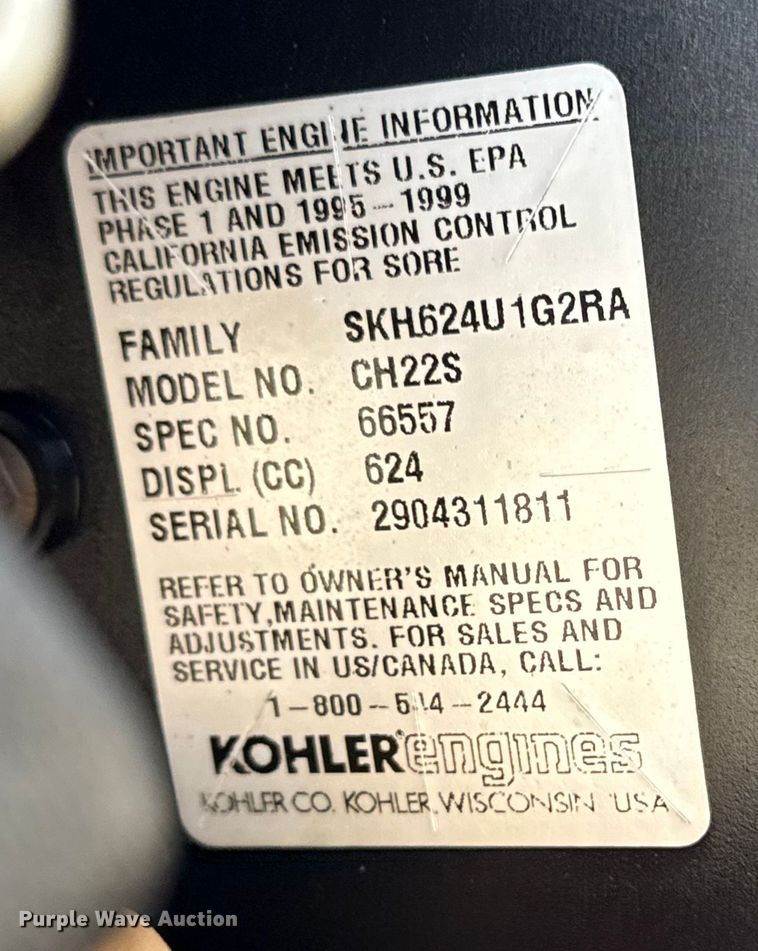 IMPORTANT ENGINE INFORMATION
THIS ENGINE MEETS U.S. EPA
PHASE 1 AND 1995-1999
CALIFORNIA EMISSION CONTROL
REGULATIONS FOR SORE
FAMILY SKH624U1G2RA
MODEL NO. CH22S
SPEC NO. 66557
DISPL. (CC) 624
SERIAL NO. 2904311811
REFER TO OWNER'S MANUAL FOR
SAFETY,MAINTENANCE SPECS AND
ADJUSTMENTS. FOR SALES AND
SERVICE IN US/CANADA, CALL:
1-800-544-2444
KOHLER engines
KOHLER CO. KOHLER, WISCONSIN USA
Purple Wave Auction